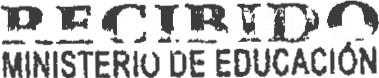 RECIBIDO
MINISTERIO DE EDUCACIÓN